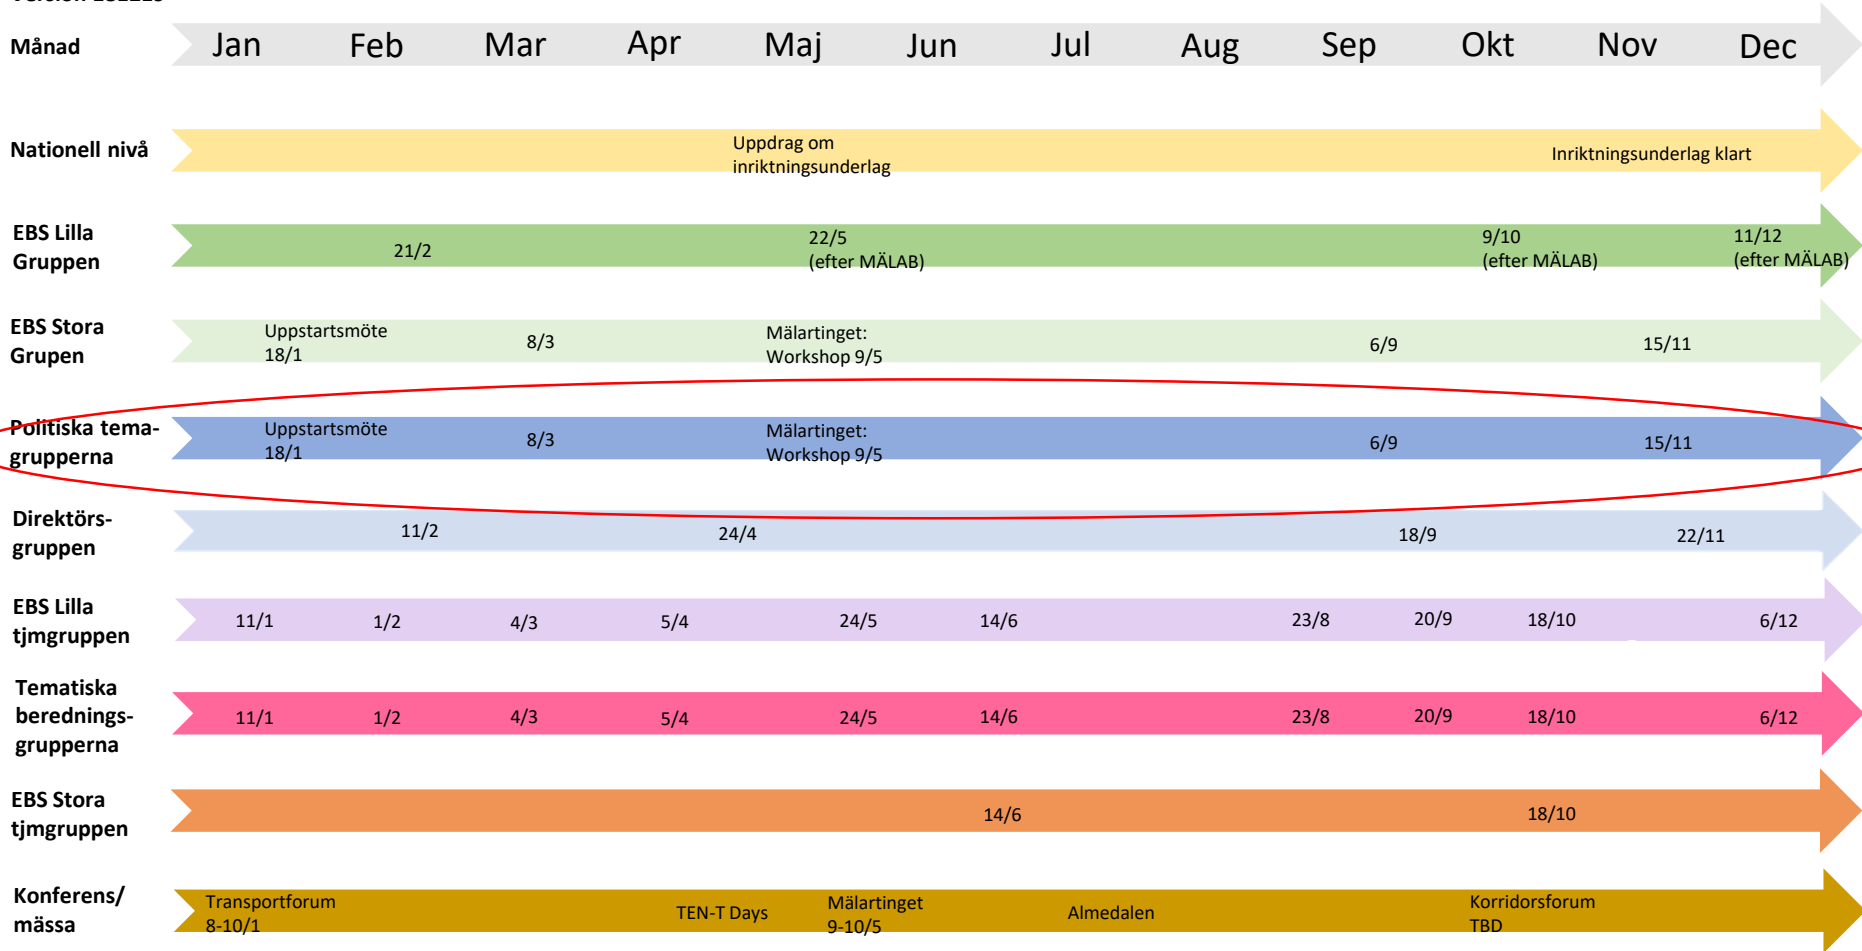 Månad
Jan Feb Mar Apr Maj Jun Jul Aug Sep Okt Nov Dec
Nationell nivå
Uppdrag om
inriktningsunderlag
Inriktningsunderlag klart
EBS Lilla
Gruppen
21/2
22/5
(efter MÄLAB)
9/10
(efter MÄLAB)
11/12
(efter MÄLAB)
EBS Stora
Grupen
Uppstartsmöte
18/1
8/3
Mälartinget:
Workshop 9/5
6/9
15/11
Politiska tema-
grupperna
Uppstartsmöte
18/1
8/3
Mälartinget:
Workshop 9/5
6/9
15/11
Direktörs-
gruppen
11/2
24/4
18/9
22/11
EBS Lilla
tjmgruppen
11/1 1/2 4/3 5/4 24/5 14/6 23/8 20/9 18/10 6/12
Tematiska
berednings-
grupperna
11/1 1/2 4/3 5/4 24/5 14/6 23/8 20/9 18/10 6/12
EBS Stora
tjmgruppen
14/6
18/10
Konferens/
mässa
Transportforum
8-10/1
TEN-T Days
Mälartinget
9-10/5
Almedalen
Korridorsforum
TBD